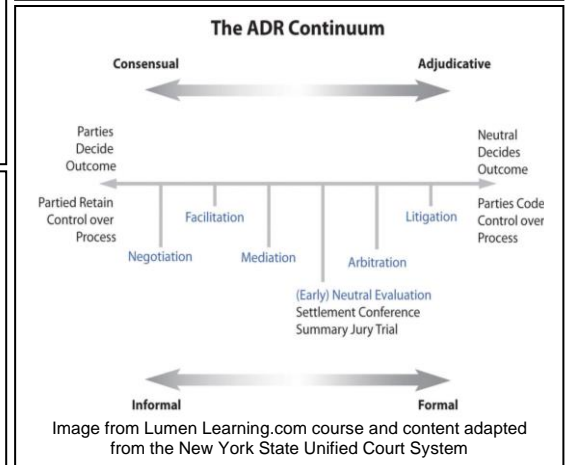 The ADR Continuum
Consensual
Adjudicative
Parties
Decide
Outcome
Neutral
Decides
Outcome
Partied Retain
Control over
Process
Parties Code
Control over
Process
Negotiation
Facilitation
Mediation
(Early) Neutral Evaluation
Settlement Conference
Summary Jury Trial
Arbitration
Litigation
Informal
Formal
Image from Lumen Learning.com course and content adapted
from the New York State Unified Court System